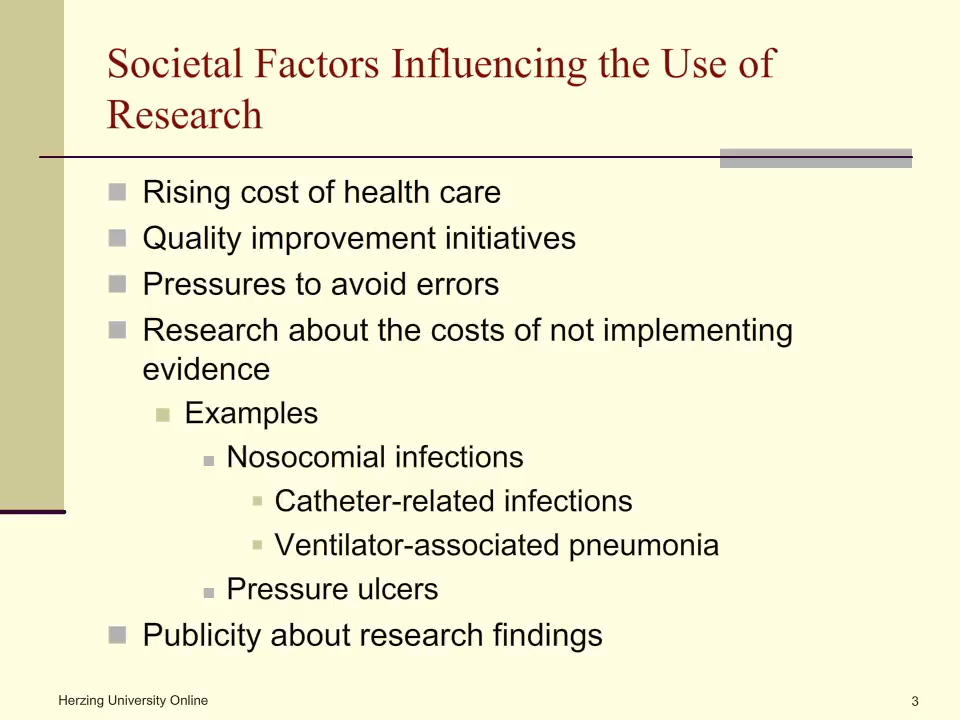 Societal Factors Influencing the Use of
Research
Rising cost of health care
Quality improvement initiatives
Pressures to avoid errors
Research about the costs of not implementing
evidence
Examples
Nosocomial infections
Catheter-related infections
Ventilator-associated pneumonia
Pressure ulcers
Publicity about research findings
Herzing University Online
3